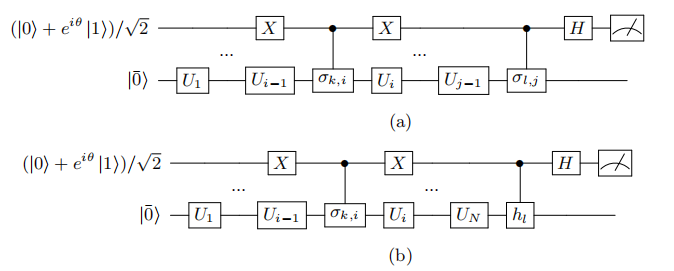 (|0⟩ + e^{iθ} |1⟩)/√2 X X H
... ...
|0̄⟩ U_1 U_{i−1} σ_{k,i} U_i U_{j−1} σ_{l,j}
(a)
(|0⟩ + e^{iθ} |1⟩)/√2 X X H
... ...
|0̄⟩ U_1 U_{i−1} σ_{k,i} U_i U_N h_l
(b)